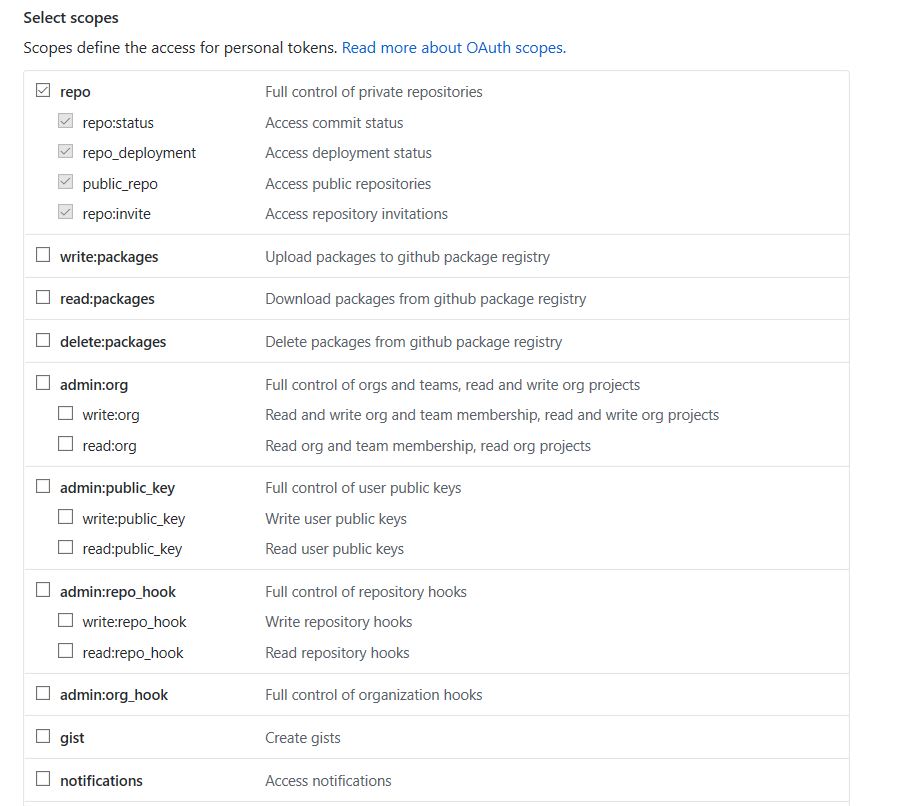 Select scopes
Scopes define the access for personal tokens. Read more about OAuth scopes.
repo Full control of private repositories
repo:status Access commit status
repo_deployment Access deployment status
public_repo Access public repositories
repo:invite Access repository invitations
write:packages Upload packages to github package registry
read:packages Download packages from github package registry
delete:packages Delete packages from github package registry
admin:org Full control of orgs and teams, read and write org projects
write:org Read and write org and team membership, read and write org projects
read:org Read org and team membership, read org projects
admin:public_key Full control of user public keys
write:public_key Write user public keys
read:public_key Read user public keys
admin:repo_hook Full control of repository hooks
write:repo_hook Write repository hooks
read:repo_hook Read repository hooks
admin:org_hook Full control of organization hooks
gist Create gists
notifications Access notifications